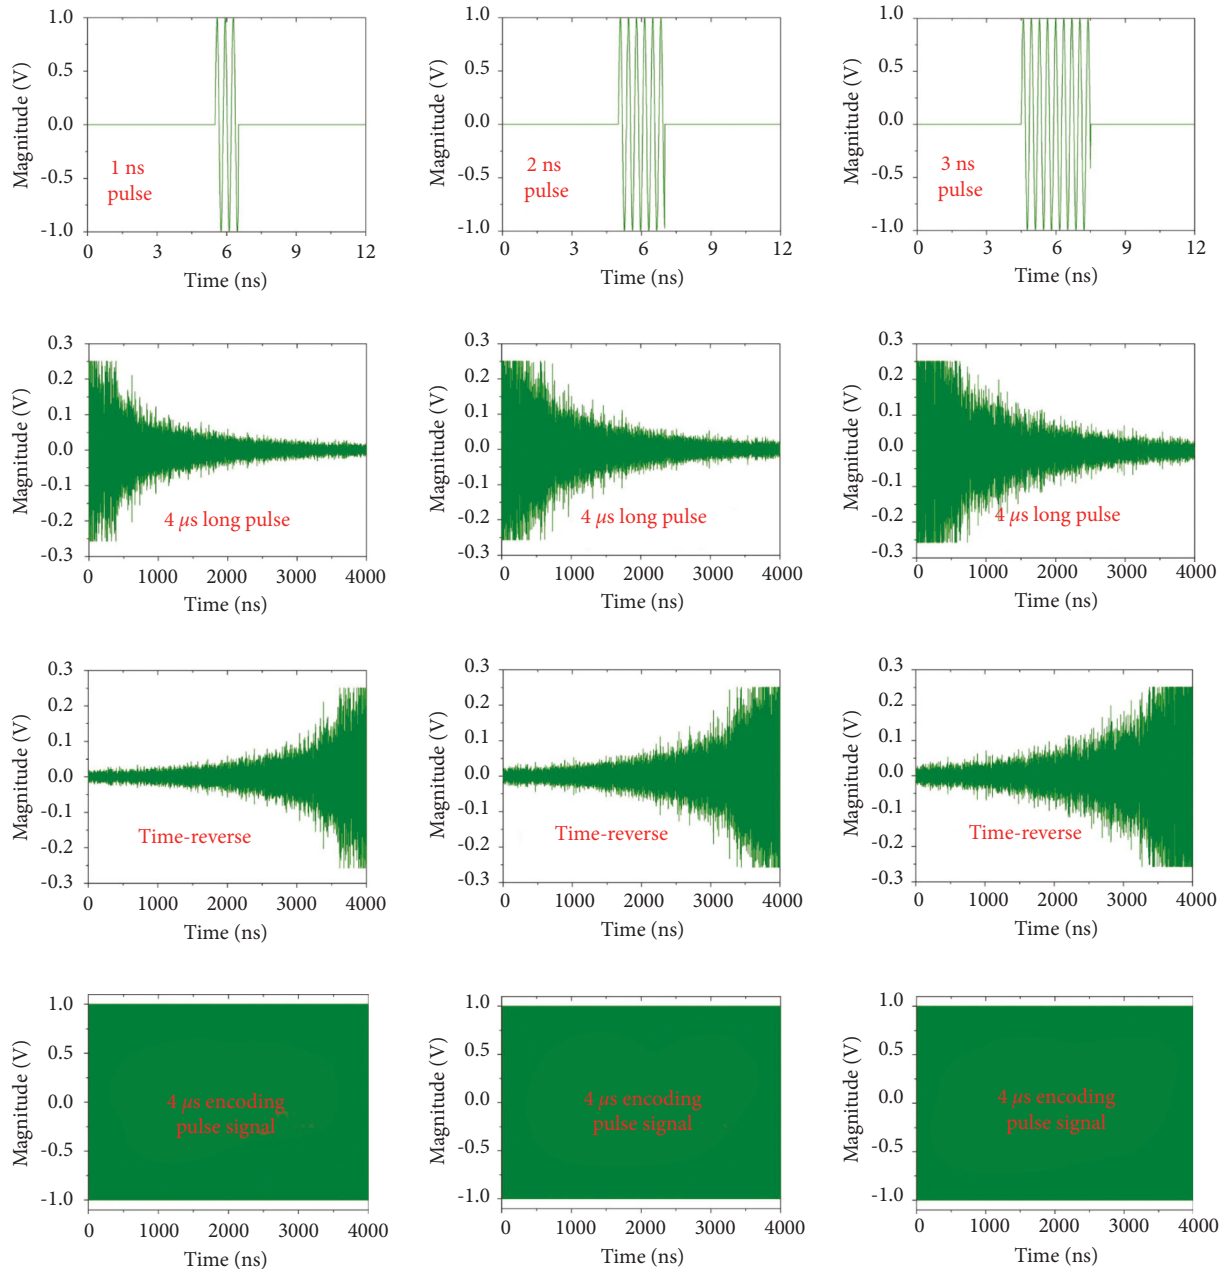 1.0
0.5
0.0
-0.5
-1.0
Magnitude (V)
1 ns
pulse
0 3 6 9 12
Time (ns)
1.0
0.5
0.0
-0.5
-1.0
Magnitude (V)
2 ns
pulse
0 3 6 9 12
Time (ns)
1.0
0.5
0.0
-0.5
-1.0
Magnitude (V)
3 ns
pulse
0 3 6 9 12
Time (ns)
0.3
0.2
0.1
0.0
-0.1
-0.2
-0.3
Magnitude (V)
4 μs long pulse
0 1000 2000 3000 4000
Time (ns)
0.3
0.2
0.1
0.0
-0.1
-0.2
-0.3
Magnitude (V)
4 μs long pulse
0 1000 2000 3000 4000
Time (ns)
0.3
0.2
0.1
0.0
-0.1
-0.2
-0.3
Magnitude (V)
4 μs long pulse
0 1000 2000 3000 4000
Time (ns)
0.3
0.2
0.1
0.0
-0.1
-0.2
-0.3
Magnitude (V)
Time-reverse
0 1000 2000 3000 4000
Time (ns)
0.3
0.2
0.1
0.0
-0.1
-0.2
-0.3
Magnitude (V)
Time-reverse
0 1000 2000 3000 4000
Time (ns)
0.3
0.2
0.1
0.0
-0.1
-0.2
-0.3
Magnitude (V)
Time-reverse
0 1000 2000 3000 4000
Time (ns)
1.0
0.5
0.0
-0.5
-1.0
Magnitude (V)
4 μs encoding
pulse signal
0 1000 2000 3000 4000
Time (ns)
1.0
0.5
0.0
-0.5
-1.0
Magnitude (V)
4 μs encoding
pulse signal
0 1000 2000 3000 4000
Time (ns)
1.0
0.5
0.0
-0.5
-1.0
Magnitude (V)
4 μs encoding
pulse signal
0 1000 2000 3000 4000
Time (ns)